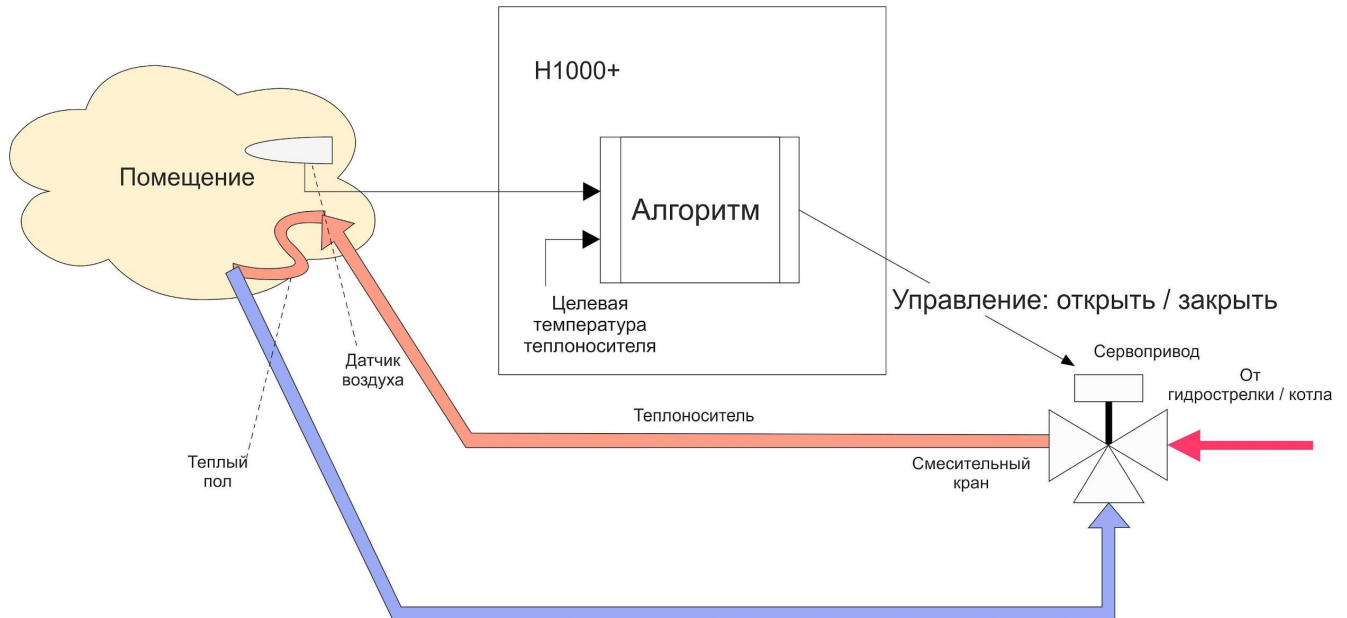 H1000+
Помещение
Алгоритм
Управление: открыть / закрыть
Целевая
температура
теплоносителя
Сервопривод
Датчик
воздуха
От
гидрострелки / котла
Теплоноситель
Теплый
пол
Смесительный
кран